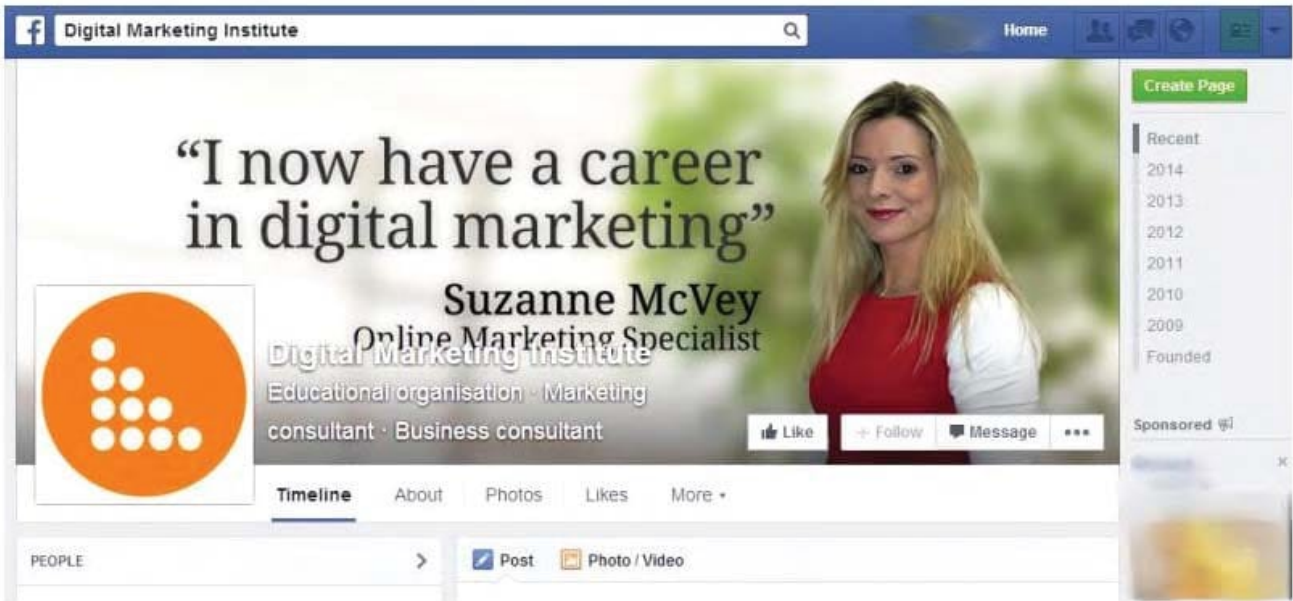 Digital Marketing Institute
Home
Create Page
Recent
2014
2013
2012
2011
2010
2009
Founded
“I now have a career
in digital marketing”
Suzanne McVey
Online Marketing Specialist
Digital Marketing Institute
Educational organisation · Marketing
consultant · Business consultant
Like
+ Follow
Message
Sponsored
Timeline
About
Photos
Likes
More
PEOPLE
Post
Photo / Video